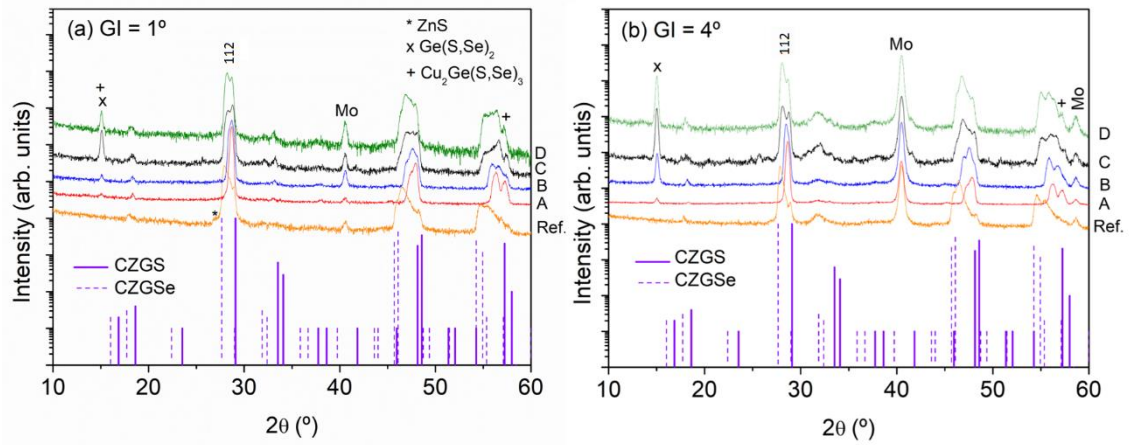 (a) GI = 1º
* ZnS
x Ge(S,Se)₂
+ Cu₂Ge(S,Se)₃
112
+
x
Mo
+
*
D
C
B
A
Ref.
CZGS
CZGSe
Intensity (arb. units)
10 20 30 40 50 60
2θ (º)
(b) GI = 4º
112
Mo
x
+
Mo
D
C
B
A
Ref.
CZGS
CZGSe
Intensity (arb. untis)
10 20 30 40 50 60
2θ (º)